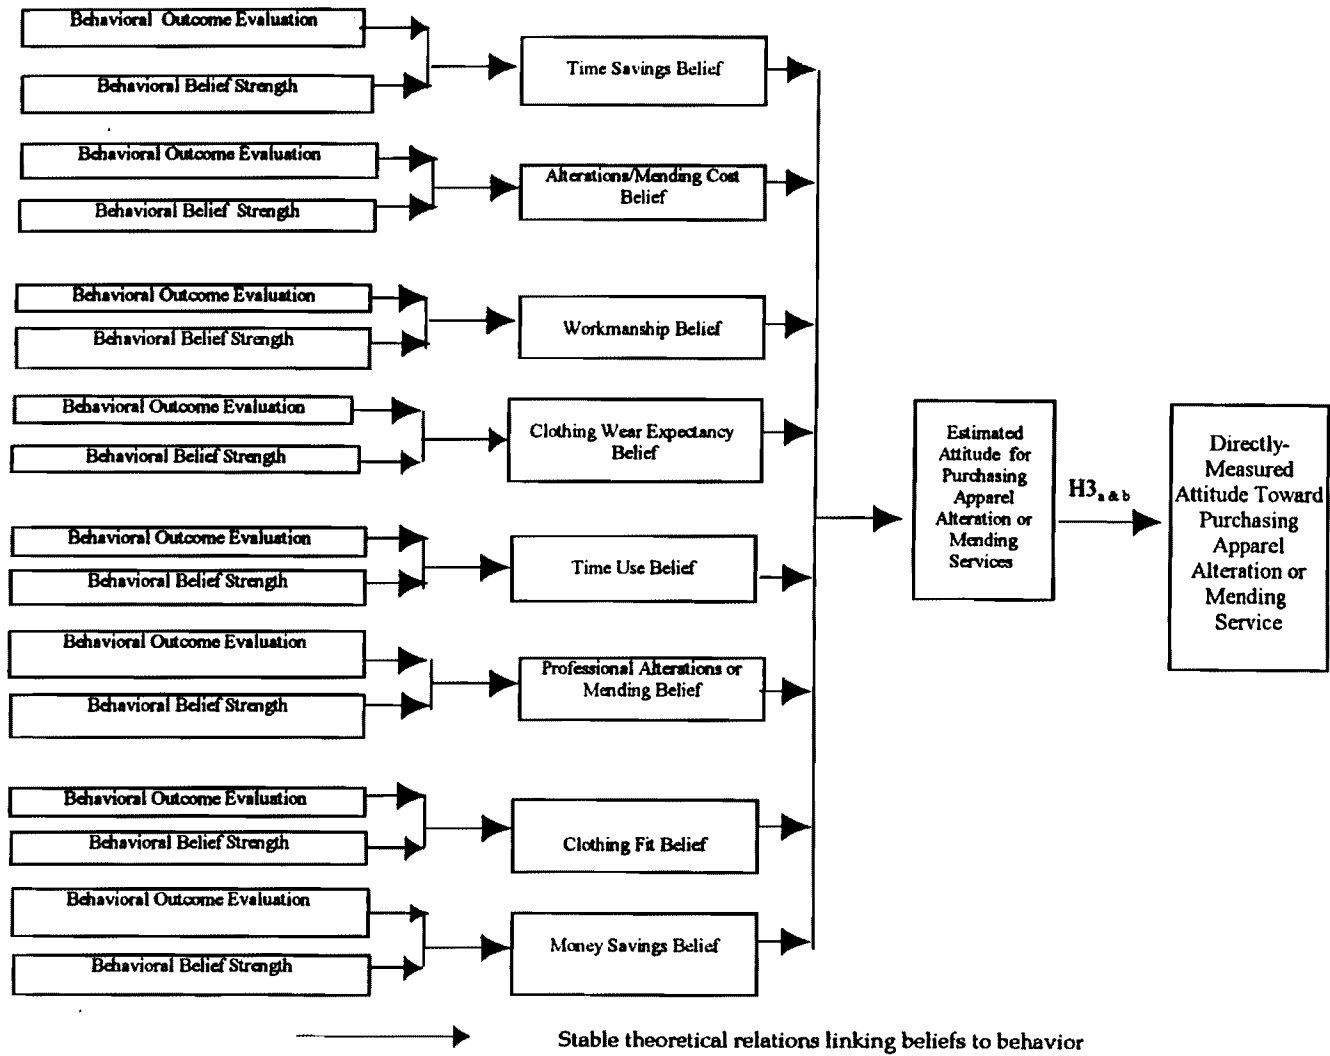 Behavioral Outcome Evaluation
Behavioral Belief Strength
Time Savings Belief
Behavioral Outcome Evaluation
Behavioral Belief Strength
Alterations/Mending Cost
Belief
Behavioral Outcome Evaluation
Behavioral Belief Strength
Workmanship Belief
Behavioral Outcome Evaluation
Behavioral Belief Strength
Clothing Wear Expectancy
Belief
Behavioral Outcome Evaluation
Behavioral Belief Strength
Time Use Belief
Behavioral Outcome Evaluation
Behavioral Belief Strength
Professional Alterations or
Mending Belief
Behavioral Outcome Evaluation
Behavioral Belief Strength
Clothing Fit Belief
Behavioral Outcome Evaluation
Behavioral Belief Strength
Money Savings Belief
Estimated
Attitude for
Purchasing
Apparel
Alteration or
Mending
Services
H3a & b
Directly-
Measured
Attitude Toward
Purchasing
Apparel
Alteration or
Mending
Service
Stable theoretical relations linking beliefs to behavior